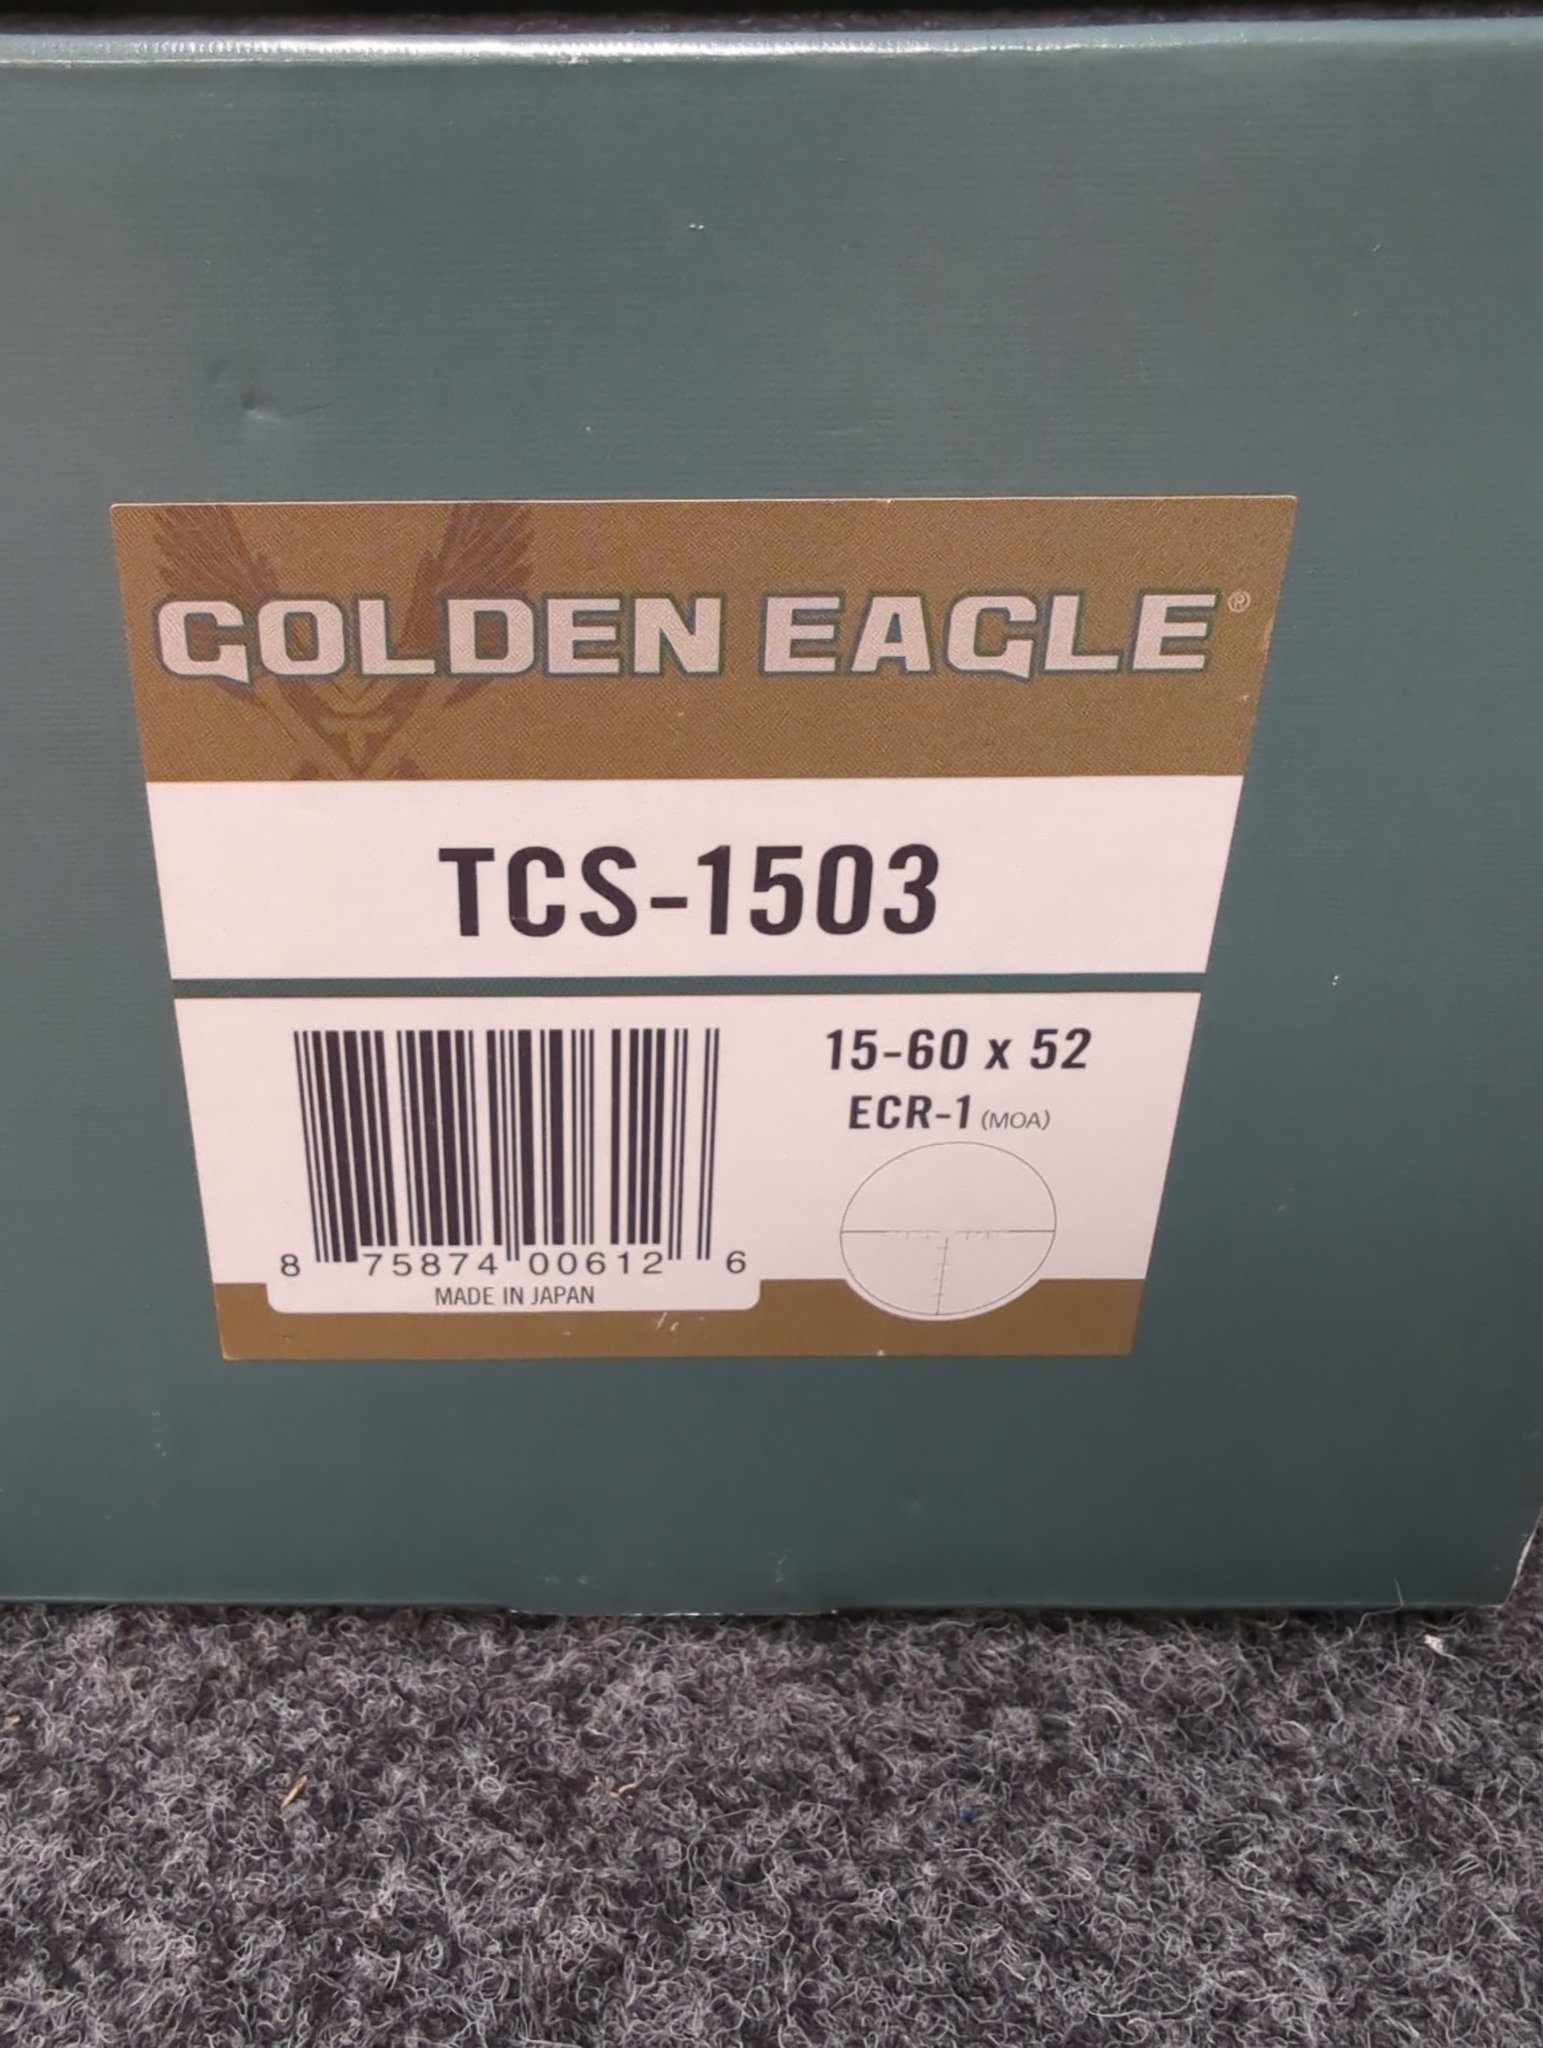 GOLDEN EAGLE®
TCS-1503
15-60 x 52
ECR-1 (MOA)
8 75874 00612 6
MADE IN JAPAN